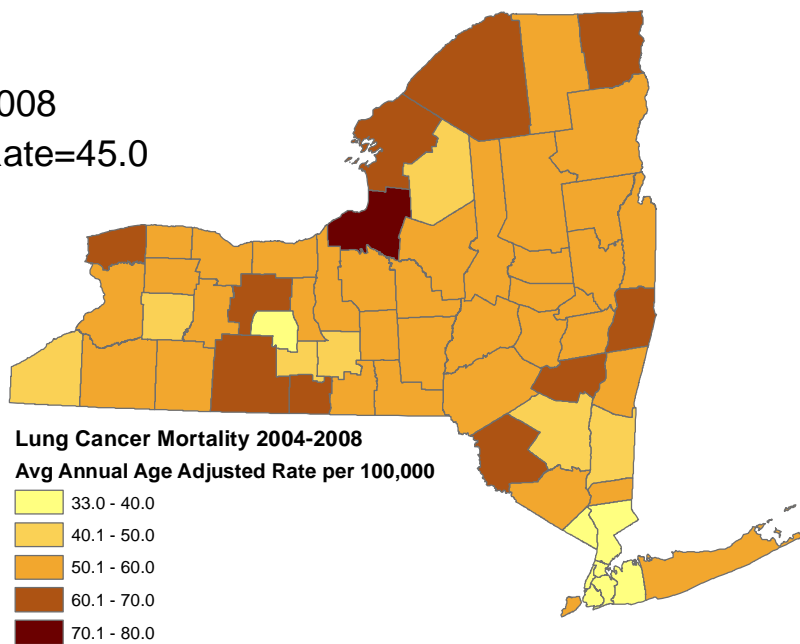 008
ate=45.0
Lung Cancer Mortality 2004-2008
Avg Annual Age Adjusted Rate per 100,000
33.0 - 40.0
40.1 - 50.0
50.1 - 60.0
60.1 - 70.0
70.1 - 80.0